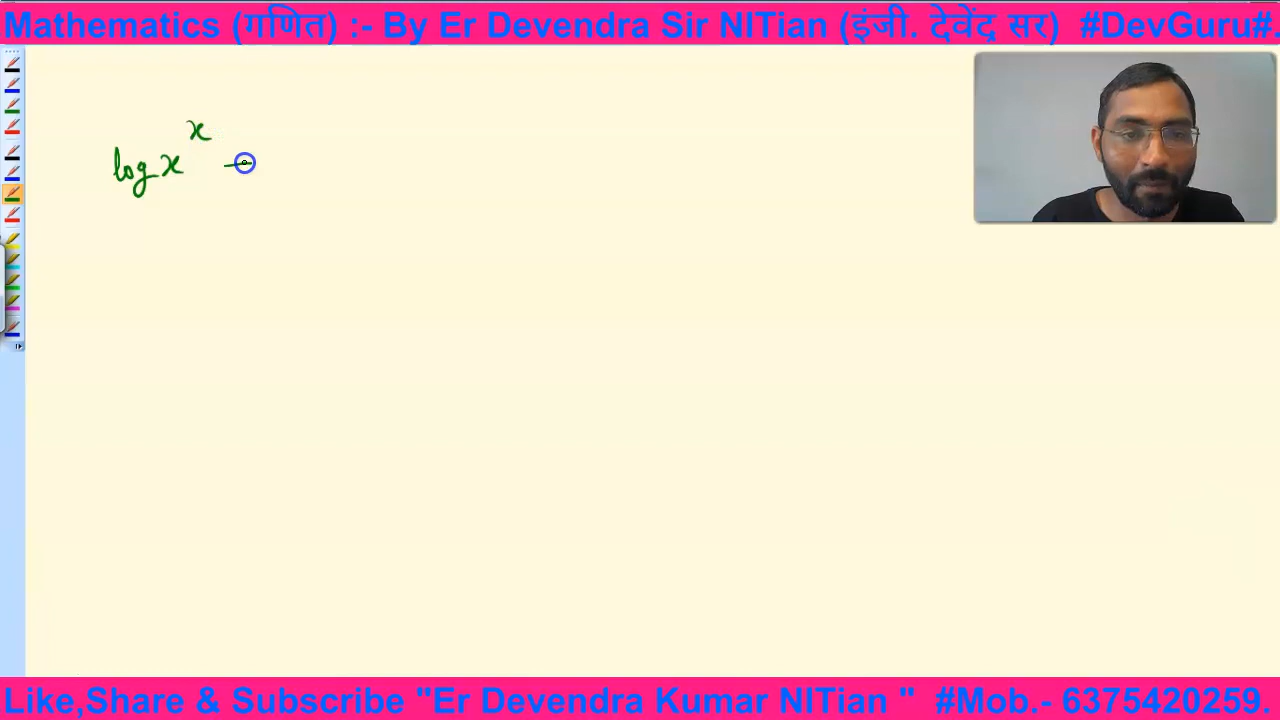 Mathematics (गणित) :- By Er Devendra Sir NITian (इंजी. देवेंद्र सर) #DevGuru#.
log x^x -
Like,Share & Subscribe "Er Devendra Kumar NITian " #Mob.- 6375420259.